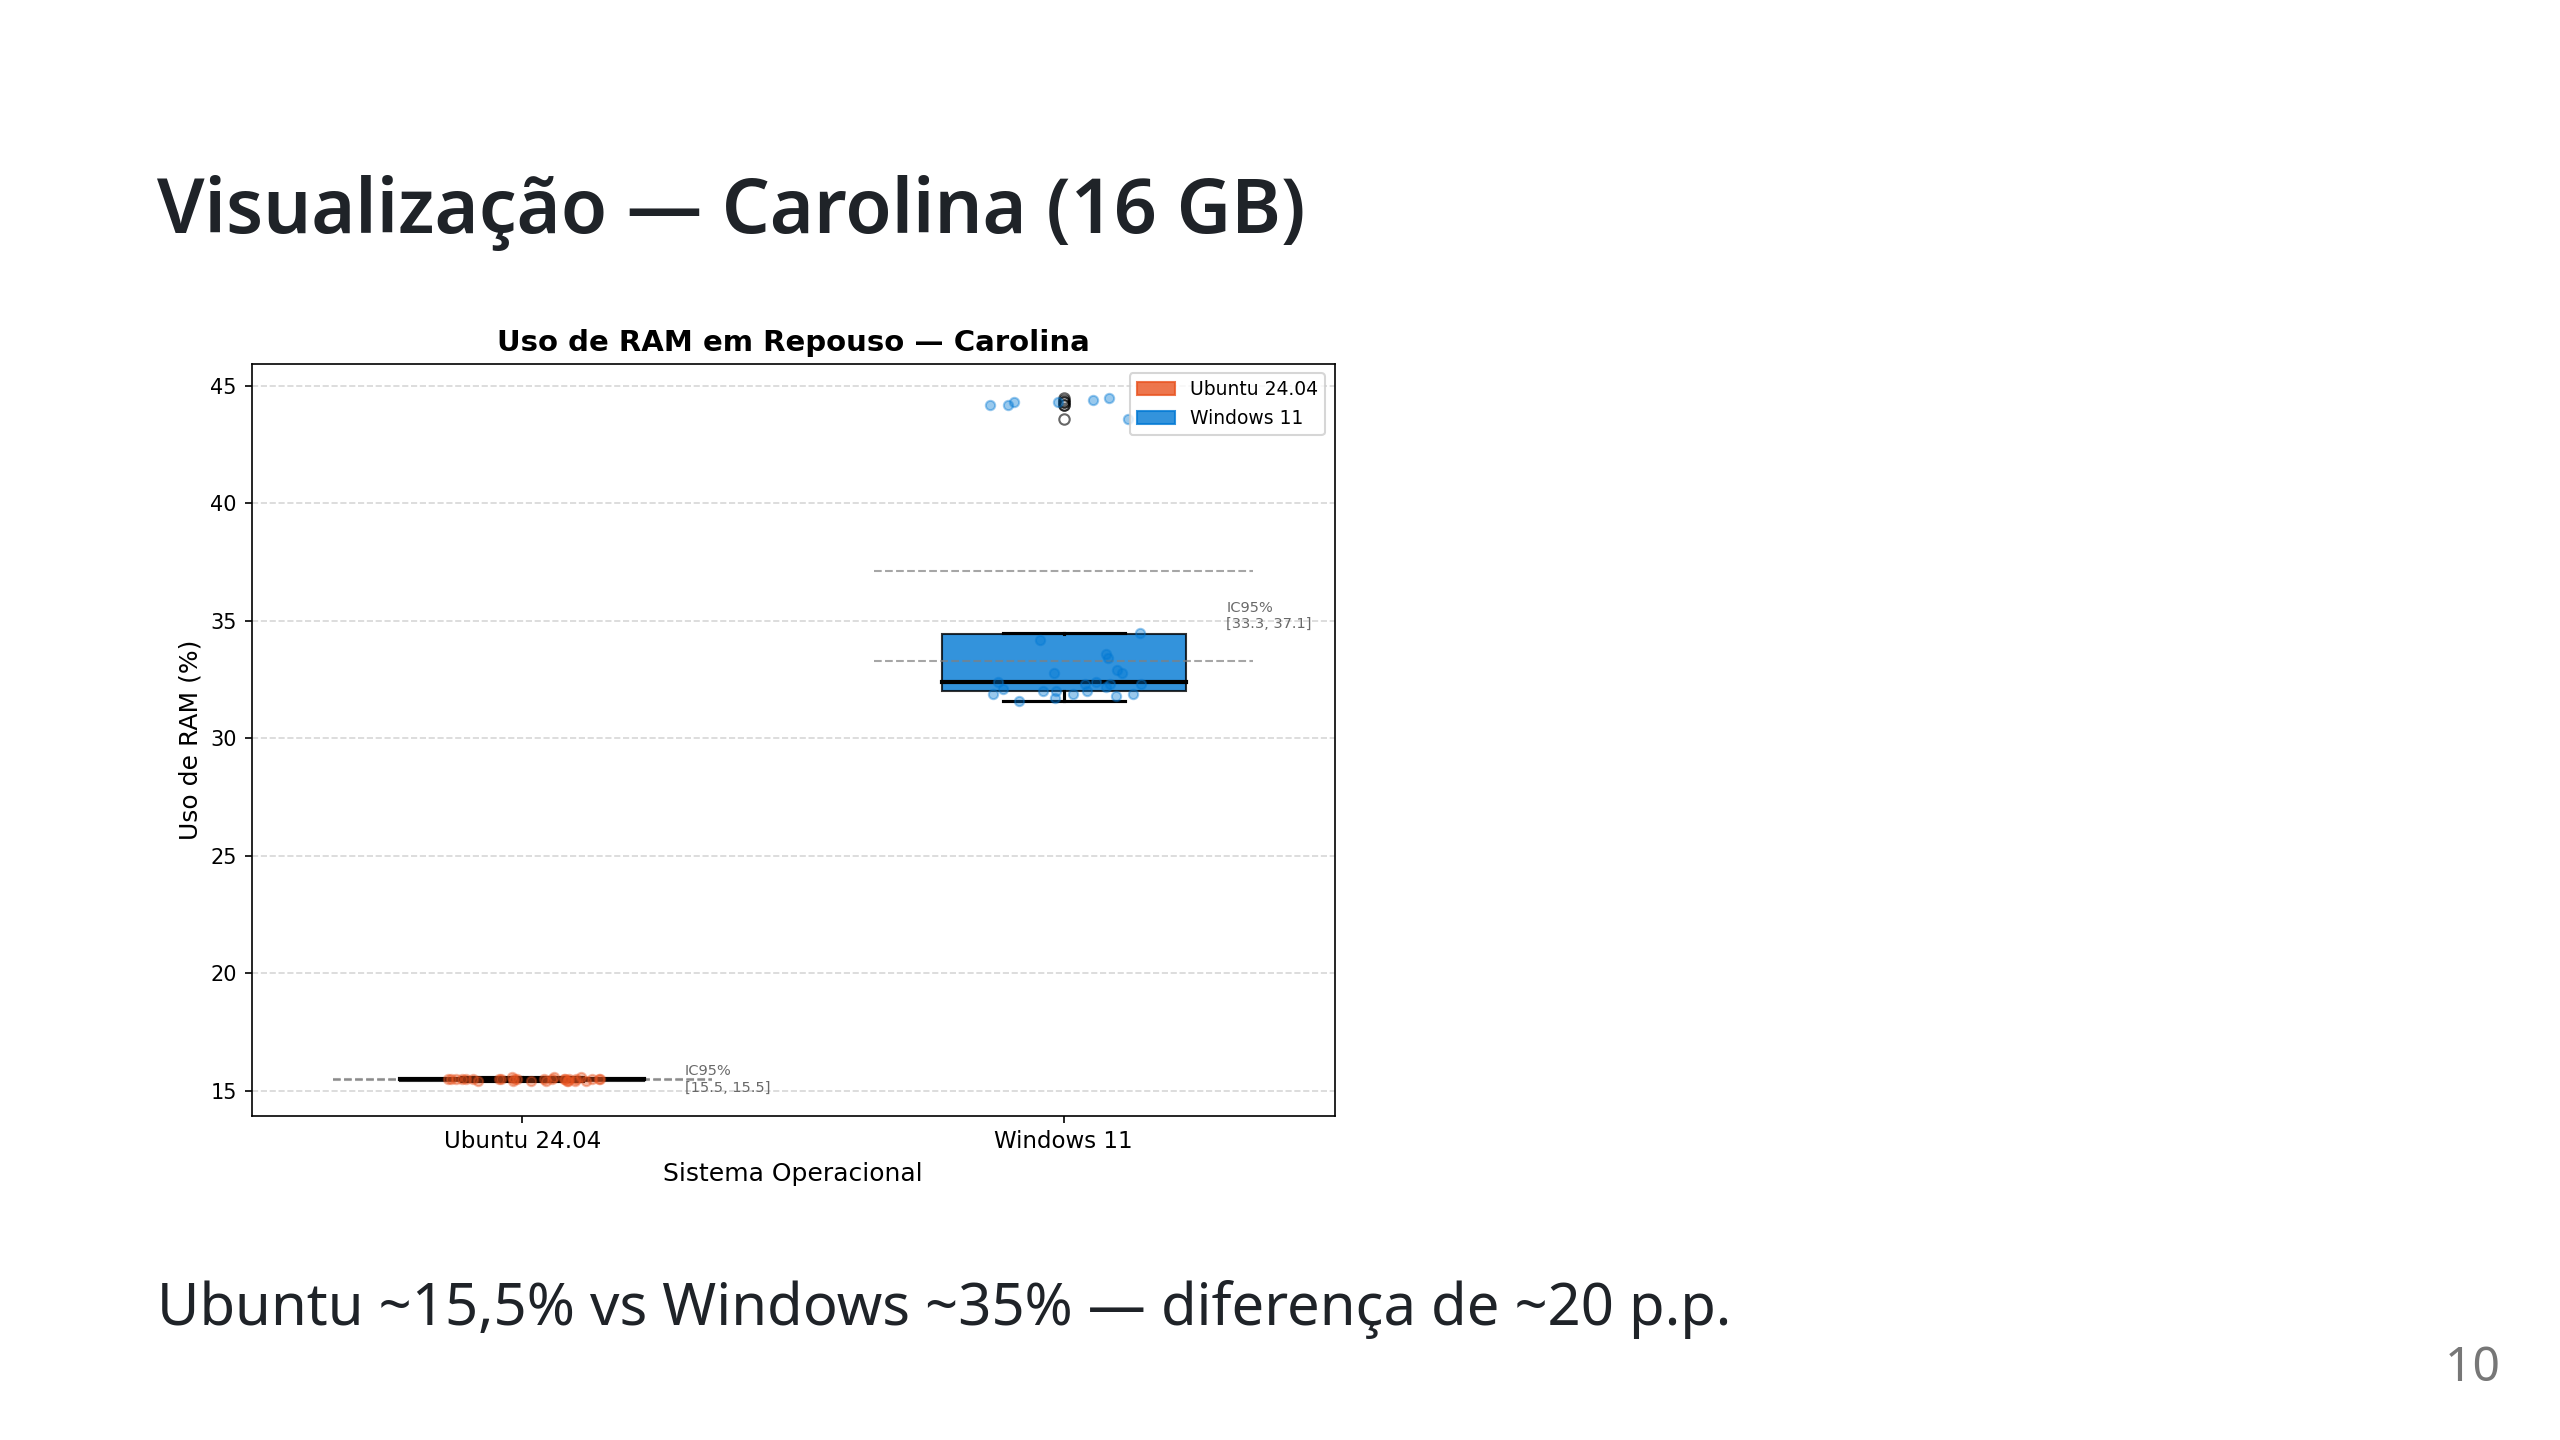 Visualização — Carolina (16 GB)
Uso de RAM em Repouso — Carolina
Ubuntu 24.04
Windows 11
45
40
35
30
25
20
15
Uso de RAM (%)
IC95%
[33.3, 37.1]
IC95%
[15.5, 15.5]
Ubuntu 24.04
Windows 11
Sistema Operacional
Ubuntu ~15,5% vs Windows ~35% — diferença de ~20 p.p.
10